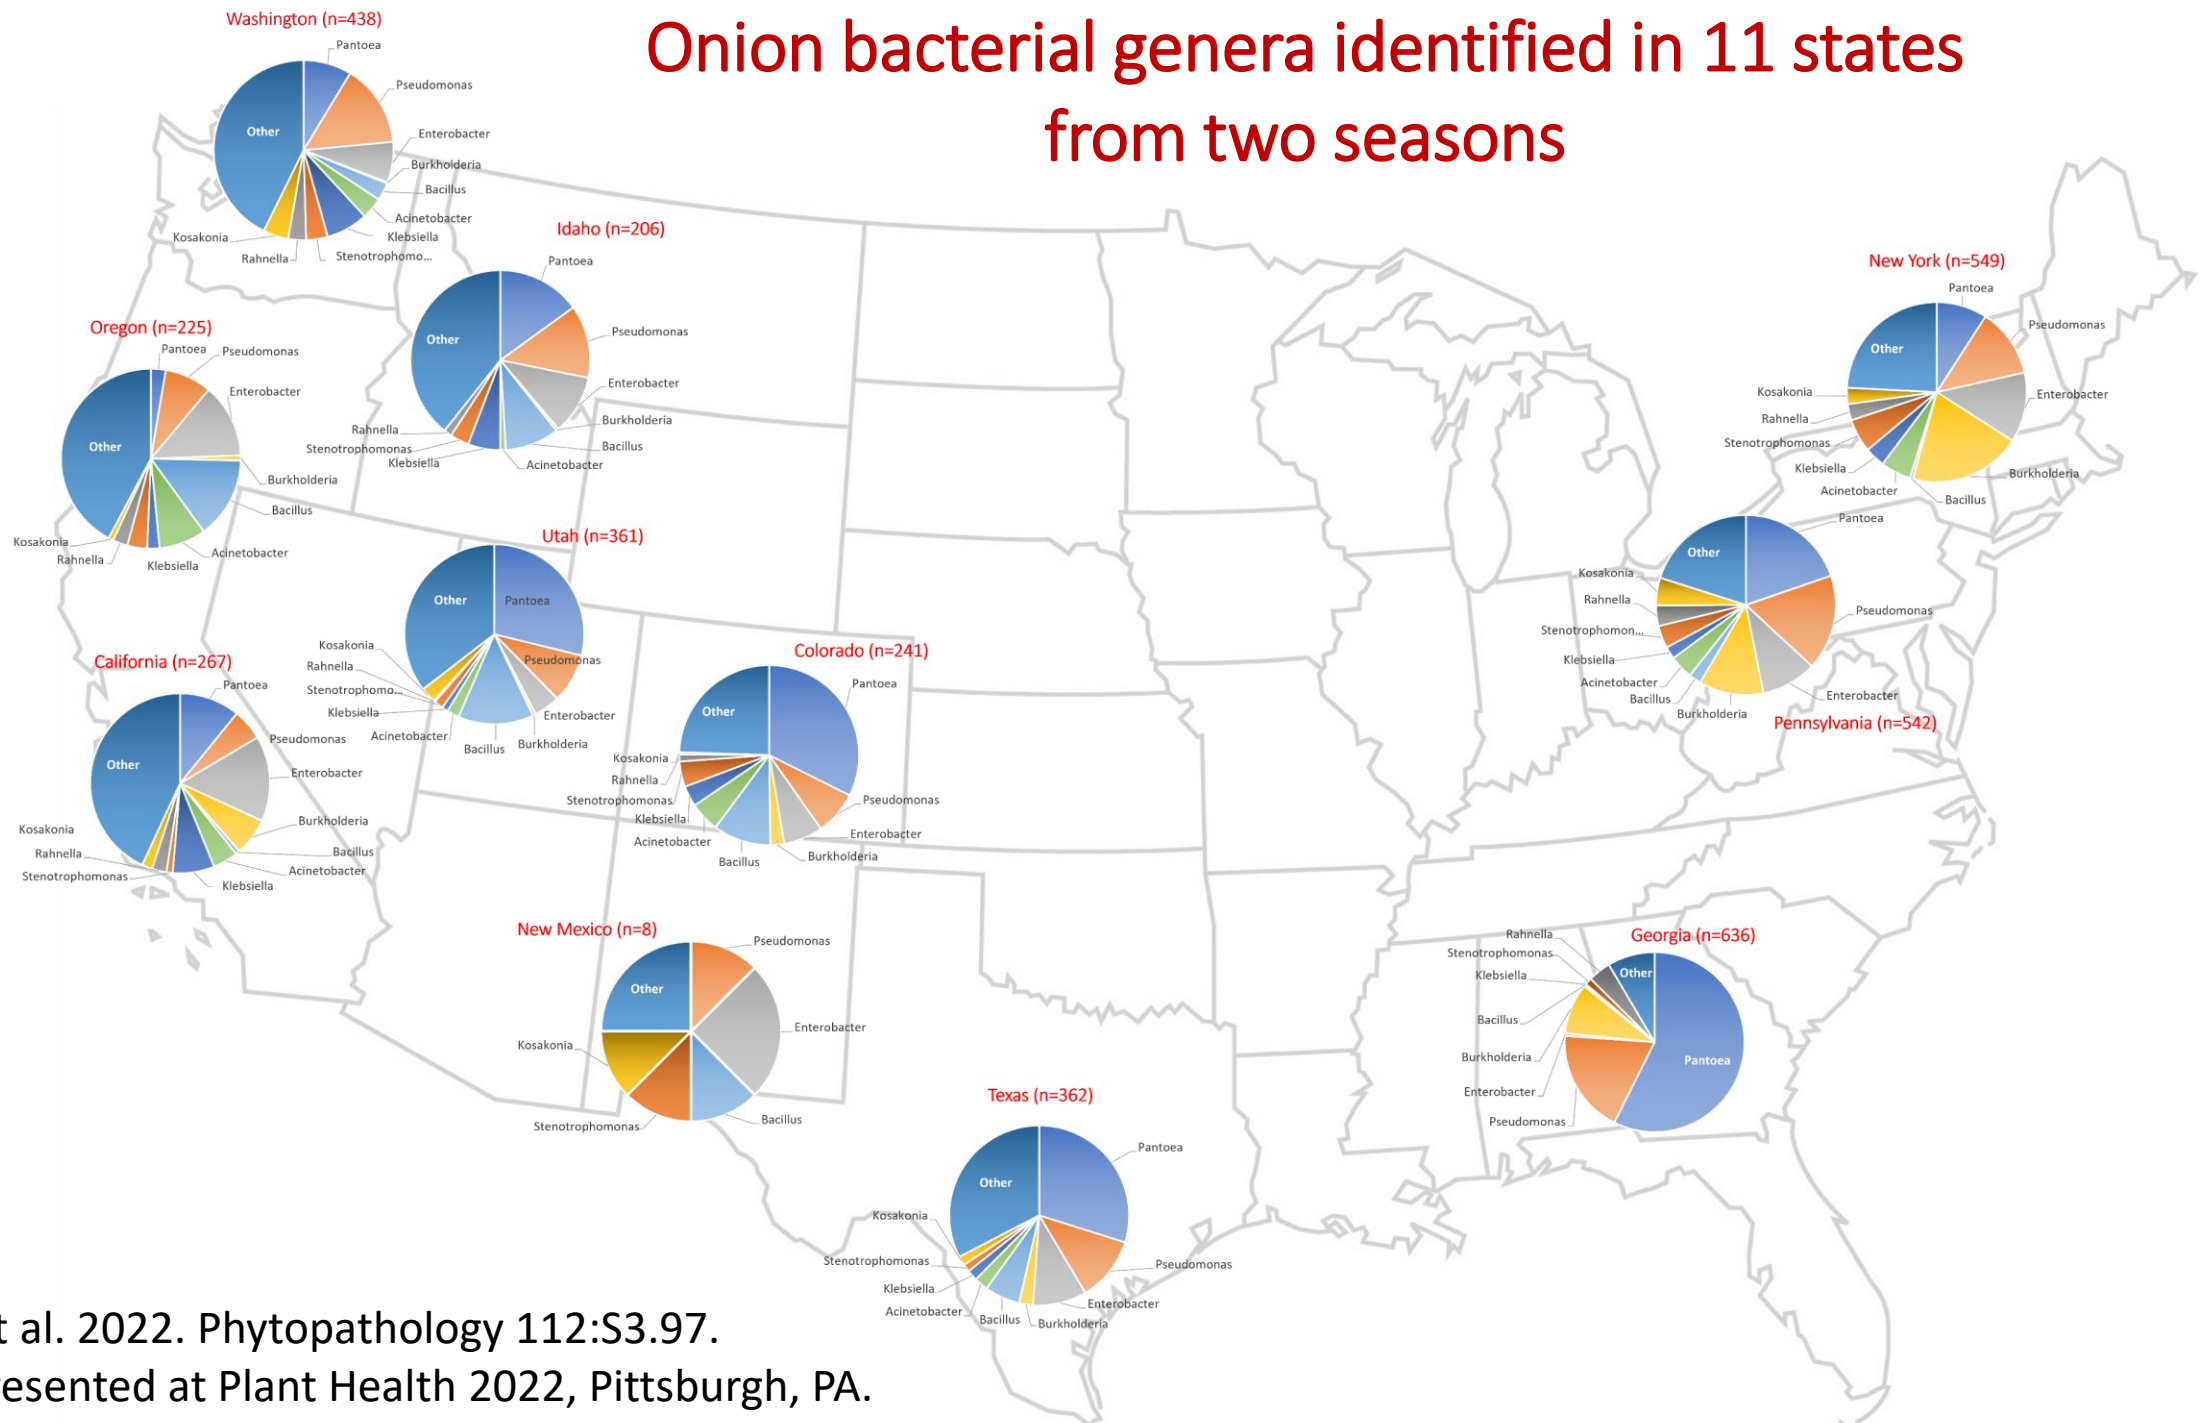 Onion bacterial genera identified in 11 states
from two seasons
Washington (n=438)
Pantoea
Pseudomonas
Enterobacter
Burkholderia
Bacillus
Acinetobacter
Klebsiella
Stenotrophomo...
Rahnella
Kosakonia
Other
Idaho (n=206)
Pantoea
Pseudomonas
Enterobacter
Burkholderia
Bacillus
Acinetobacter
Klebsiella
Stenotrophomonas
Rahnella
Other
Oregon (n=225)
Pantoea
Pseudomonas
Enterobacter
Burkholderia
Bacillus
Acinetobacter
Klebsiella
Rahnella
Kosakonia
Other
Utah (n=361)
Pantoea
Pseudomonas
Enterobacter
Burkholderia
Bacillus
Acinetobacter
Klebsiella
Stenotrophomo...
Rahnella
Kosakonia
Other
California (n=267)
Pantoea
Pseudomonas
Enterobacter
Burkholderia
Bacillus
Acinetobacter
Klebsiella
Stenotrophomonas
Rahnella
Kosakonia
Other
Colorado (n=241)
Pantoea
Pseudomonas
Enterobacter
Burkholderia
Bacillus
Acinetobacter
Klebsiella
Stenotrophomonas
Rahnella
Kosakonia
Other
New Mexico (n=8)
Pseudomonas
Enterobacter
Bacillus
Stenotrophomonas
Kosakonia
Other
Texas (n=362)
Pantoea
Pseudomonas
Enterobacter
Burkholderia
Bacillus
Acinetobacter
Klebsiella
Stenotrophomonas
Kosakonia
Other
New York (n=549)
Pantoea
Pseudomonas
Enterobacter
Burkholderia
Bacillus
Acinetobacter
Klebsiella
Stenotrophomonas
Rahnella
Kosakonia
Other
Pantoea
Pseudomonas
Enterobacter
Burkholderia
Bacillus
Acinetobacter
Klebsiella
Stenotrophomon...
Rahnella
Kosakonia
Other
Pennsylvania (n=542)
Georgia (n=636)
Pantoea
Pseudomonas
Enterobacter
Burkholderia
Bacillus
Klebsiella
Stenotrophomonas
Rahnella
Other
t al. 2022. Phytopathology 112:S3.97.
resented at Plant Health 2022, Pittsburgh, PA.